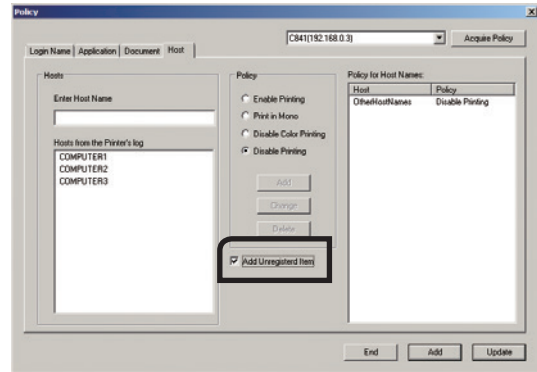 Policy
C841(192.168.0.3)
Acquire Policy
Login Name
Application
Document
Host
Hosts
Enter Host Name
Hosts from the Printer's log
COMPUTER1
COMPUTER2
COMPUTER3
Policy
Enable Printing
Print in Mono
Disable Color Printing
Disable Printing
Add
Change
Delete
Add Unregisterd Item
Policy for Host Names:
Host Policy
OtherHostNames Disable Printing
End
Add
Update